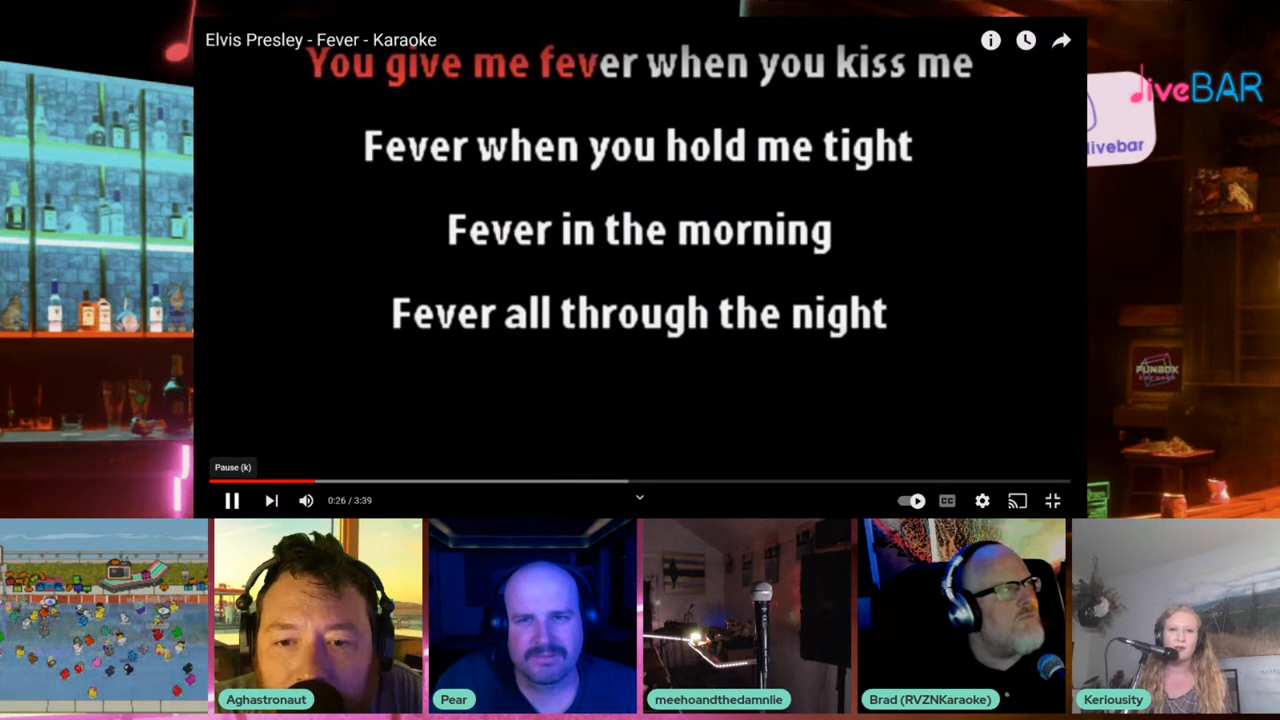 Elvis Presley - Fever - Karaoke
You give me fever when you kiss me
Fever when you hold me tight
Fever in the morning
Fever all through the night
liveBAR
livebar
FUNBOX
Pause (k)
0:26 / 3:39
CC
Aghastronaut
Pear
meehoandthedamnlie
Brad (RVZNKaraoke)
Keriousity